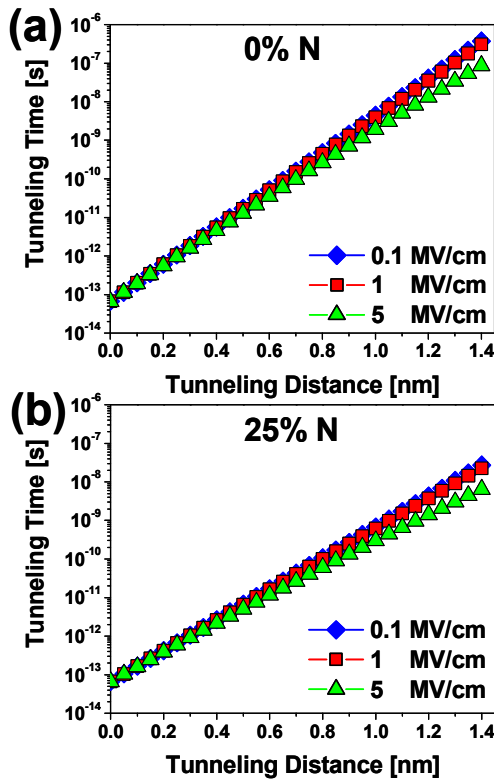 (a)
0% N
Tunneling Time [s]
10⁻⁶
10⁻⁷
10⁻⁸
10⁻⁹
10⁻¹⁰
10⁻¹¹
10⁻¹²
10⁻¹³
10⁻¹⁴
0.1 MV/cm
1 MV/cm
5 MV/cm
0.0 0.2 0.4 0.6 0.8 1.0 1.2 1.4
Tunneling Distance [nm]
(b)
25% N
Tunneling Time [s]
10⁻⁶
10⁻⁷
10⁻⁸
10⁻⁹
10⁻¹⁰
10⁻¹¹
10⁻¹²
10⁻¹³
10⁻¹⁴
0.1 MV/cm
1 MV/cm
5 MV/cm
0.0 0.2 0.4 0.6 0.8 1.0 1.2 1.4
Tunneling Distance [nm]